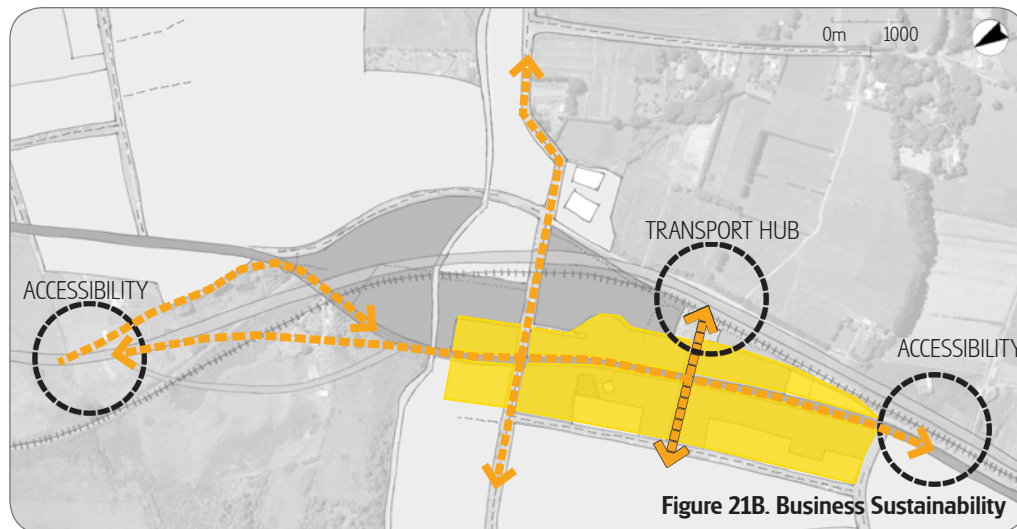 0m 1000
TRANSPORT HUB
ACCESSIBILITY
ACCESSIBILITY
Figure 21B. Business Sustainability